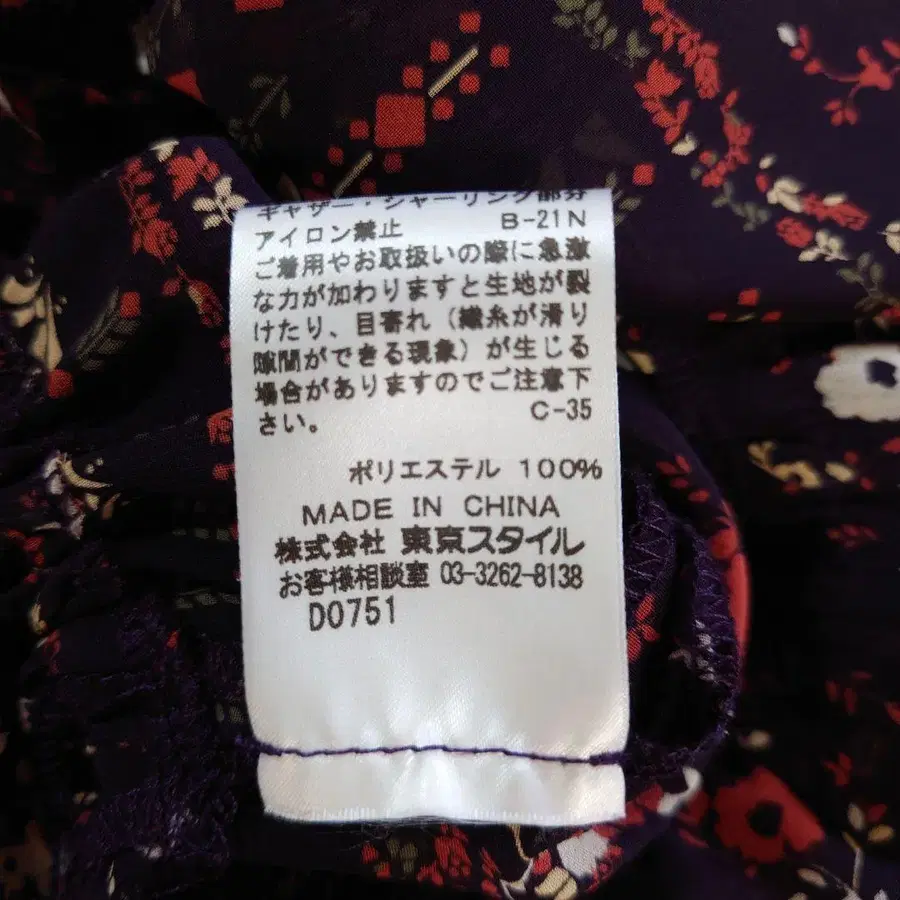 ギャザー・シャーリング部分
アイロン禁止 B-21N
ご着用やお取扱いの際に急激
な力が加わりますと生地が裂
けたり、目寄れ（織糸が滑り
隙間ができる現象）が生じる
場合がありますのでご注意下
さい。 C-35
ポリエステル 100%
MADE IN CHINA
株式会社 東京スタイル
お客様相談室 03-3262-8138
D0751